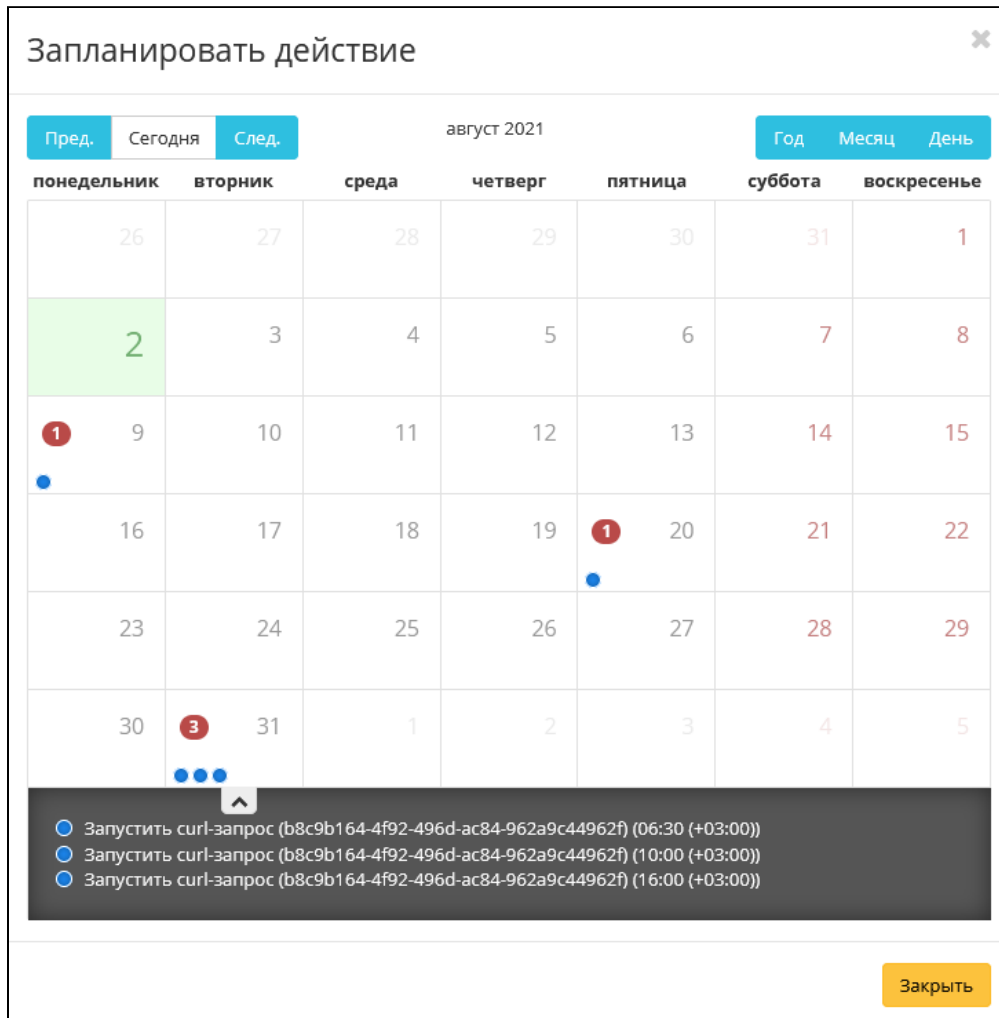 Запланировать действие
Пред. Сегодня След. август 2021 Год Месяц День
понедельник вторник среда четверг пятница суббота воскресенье
26 27 28 29 30 31 1
2 3 4 5 6 7 8
1 9 10 11 12 13 14 15
16 17 18 19 1 20 21 22
23 24 25 26 27 28 29
30 3 31 1 2 3 4 5
Запустить curl-запрос (b8c9b164-4f92-496d-ac84-962a9c44962f) (06:30 (+03:00))
Запустить curl-запрос (b8c9b164-4f92-496d-ac84-962a9c44962f) (10:00 (+03:00))
Запустить curl-запрос (b8c9b164-4f92-496d-ac84-962a9c44962f) (16:00 (+03:00))
Закрыть